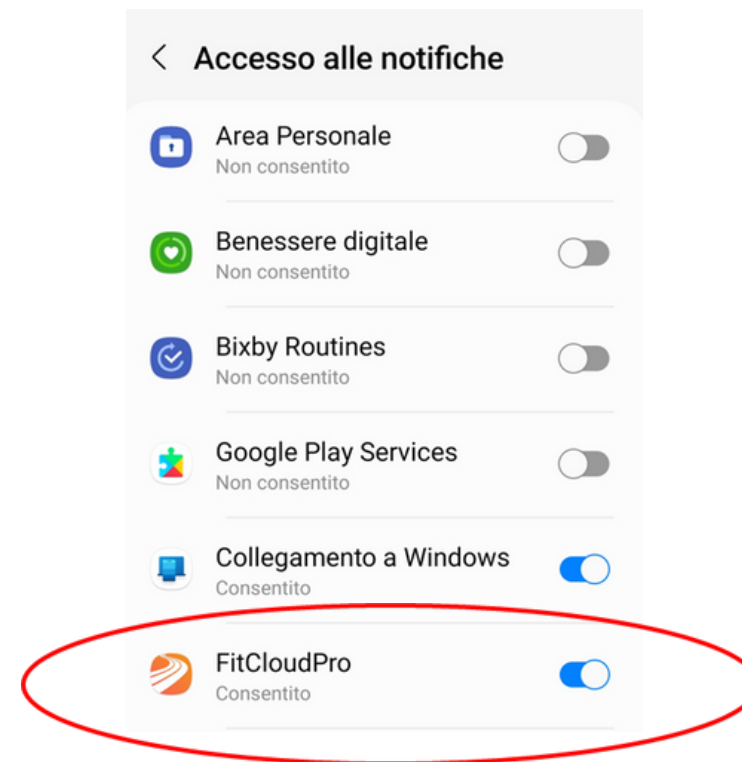 Accesso alle notifiche
Area Personale
Non consentito
Benessere digitale
Non consentito
Bixby Routines
Non consentito
Google Play Services
Non consentito
Collegamento a Windows
Consentito
FitCloudPro
Consentito